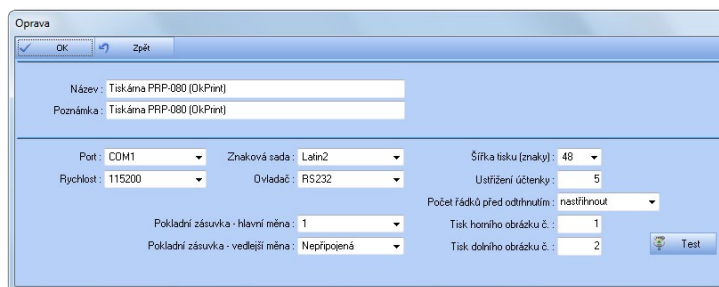 Oprava
OK Zpět
Název : Tiskárna PRP-080 (OkPrint)
Poznámka : Tiskárna PRP-080 (OkPrint)
Port : COM1 Znaková sada : Latin2 Šířka tisku (znaky) : 48
Rychlost : 115200 Ovladač : RS232 Ustřižení účtenky : 5
Počet řádků před odtrhnutím : nastřihnout
Pokladní zásuvka - hlavní měna : 1 Tisk horního obrázku č. : 1
Pokladní zásuvka - vedlejší měna : Nepřipojená Tisk dolního obrázku č. : 2 Test